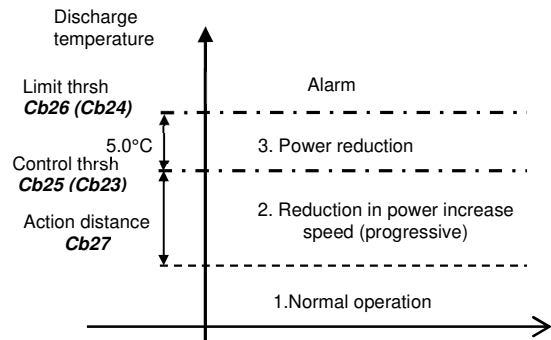 Discharge
temperature
Limit thrsh
Cb26 (Cb24)
Alarm
5.0°C
3. Power reduction
Control thrsh
Cb25 (Cb23)
2. Reduction in power increase
speed (progressive)
Action distance
Cb27
1.Normal operation